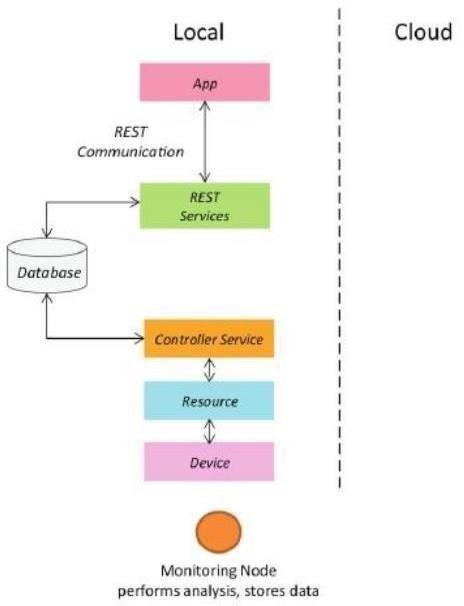 Local
Cloud
App
REST
Communication
REST
Services
Database
Controller Service
Resource
Device
Monitoring Node
performs analysis, stores data